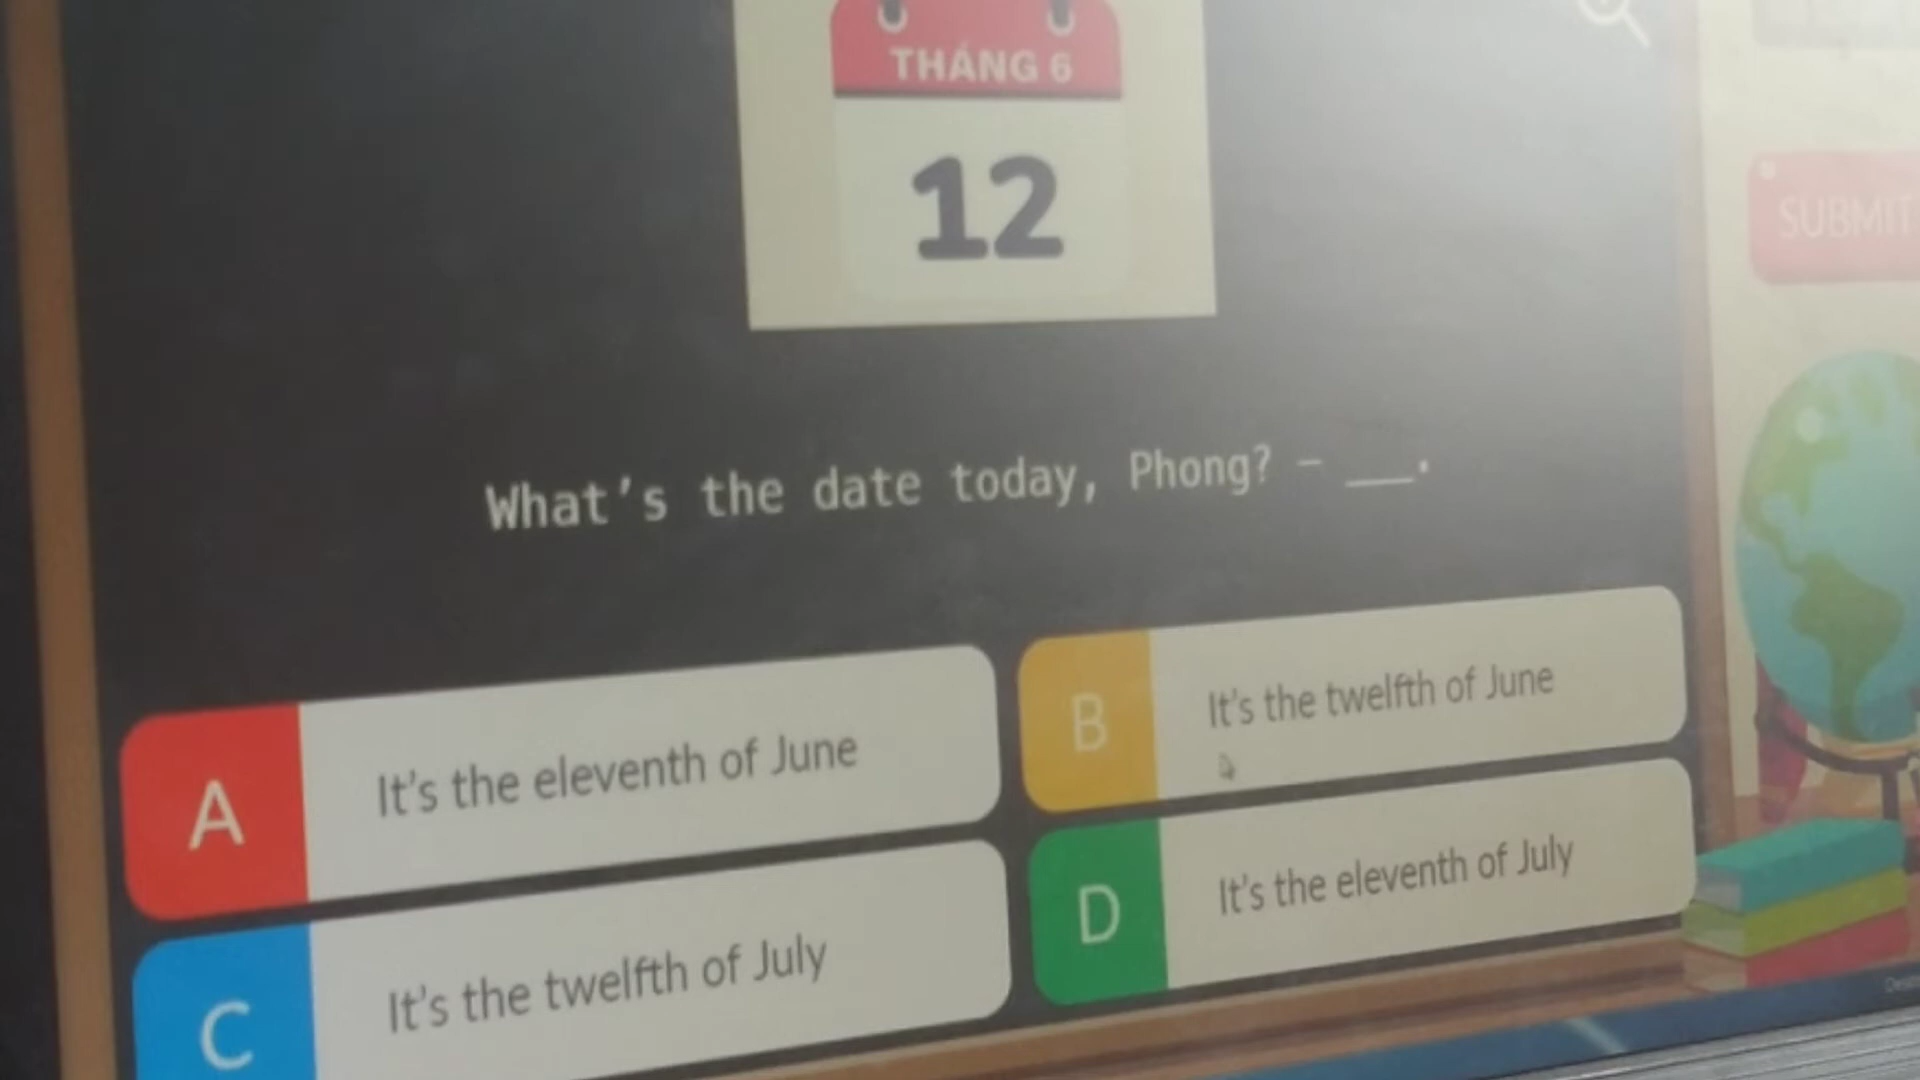 THÁNG 6
12
SUBMIT
What's the date today, Phong? – ___.
A
It's the eleventh of June
B
It's the twelfth of June
C
It's the twelfth of July
D
It's the eleventh of July